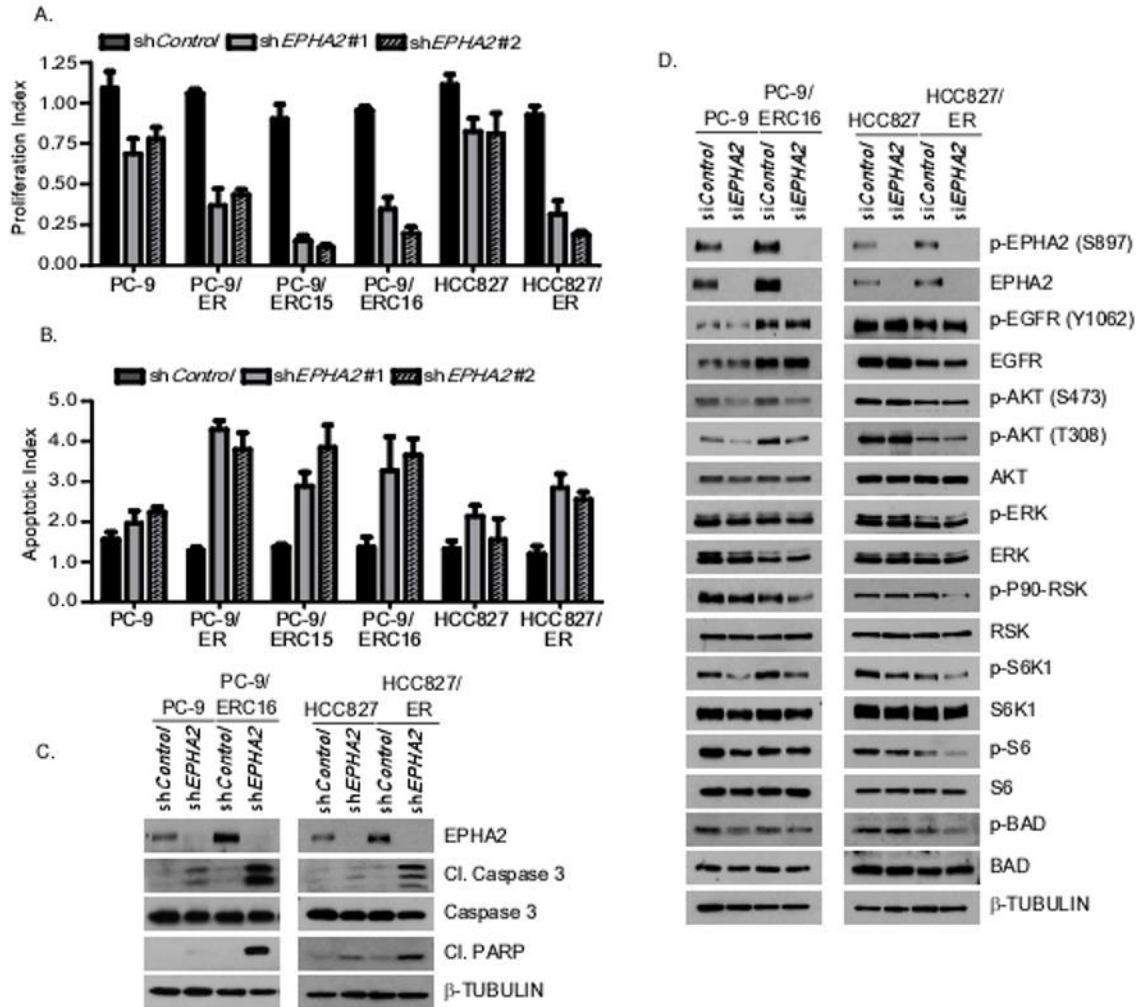 A.
shControl shEPHA2#1 shEPHA2#2
Proliferation Index
1.25
1.00
0.75
0.50
0.25
0.00
PC-9
PC-9/
ER
PC-9/
ERC15
PC-9/
ERC16
HCC827
HCC827/
ER
B.
shControl shEPHA2#1 shEPHA2#2
Apoptotic Index
5.0
4.0
3.0
2.0
1.0
0.0
PC-9
PC-9/
ER
PC-9/
ERC15
PC-9/
ERC16
HCC827
HCC827/
ER
C.
PC-9
PC-9/
ERC16
HCC827
HCC827/
ER
shControl
shEPHA2
shControl
shEPHA2
shControl
shEPHA2
shControl
shEPHA2
EPHA2
Cl. Caspase 3
Caspase 3
Cl. PARP
β-TUBULIN
D.
PC-9
PC-9/
ERC16
HCC827
HCC827/
ER
siControl
siEPHA2
siControl
siEPHA2
siControl
siEPHA2
siControl
siEPHA2
p-EPHA2 (S897)
EPHA2
p-EGFR (Y1062)
EGFR
p-AKT (S473)
p-AKT (T308)
AKT
p-ERK
ERK
p-P90-RSK
RSK
p-S6K1
S6K1
p-S6
S6
p-BAD
BAD
β-TUBULIN